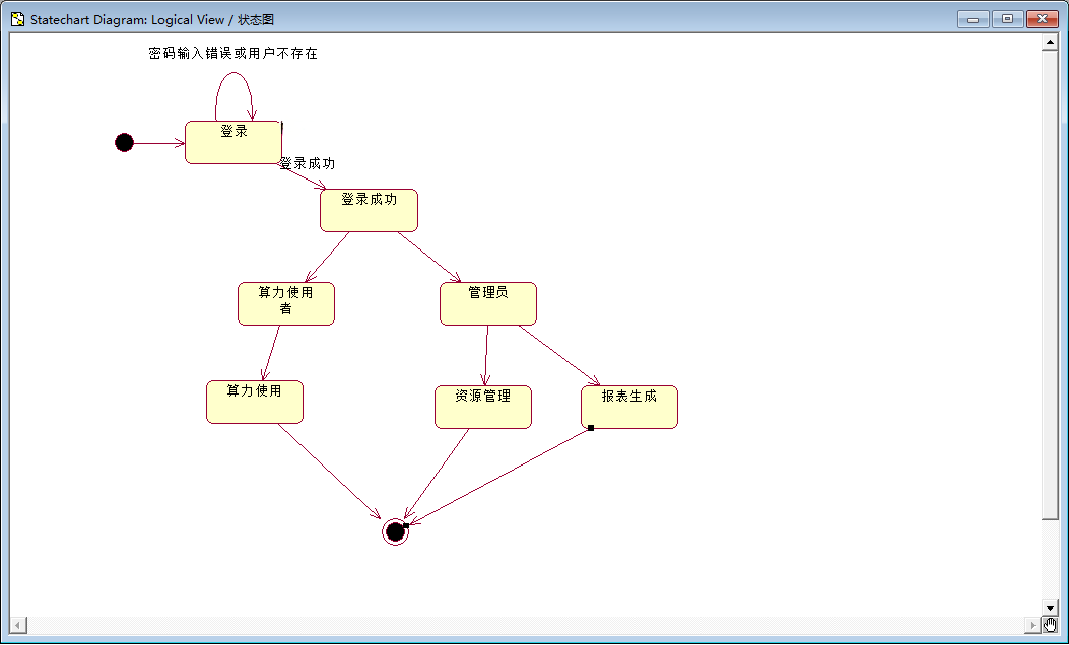 Statechart Diagram: Logical View / 状态图
密码输入错误或用户不存在
登录
登录成功
登录成功
算力使用
者
管理员
算力使用
资源管理
报表生成